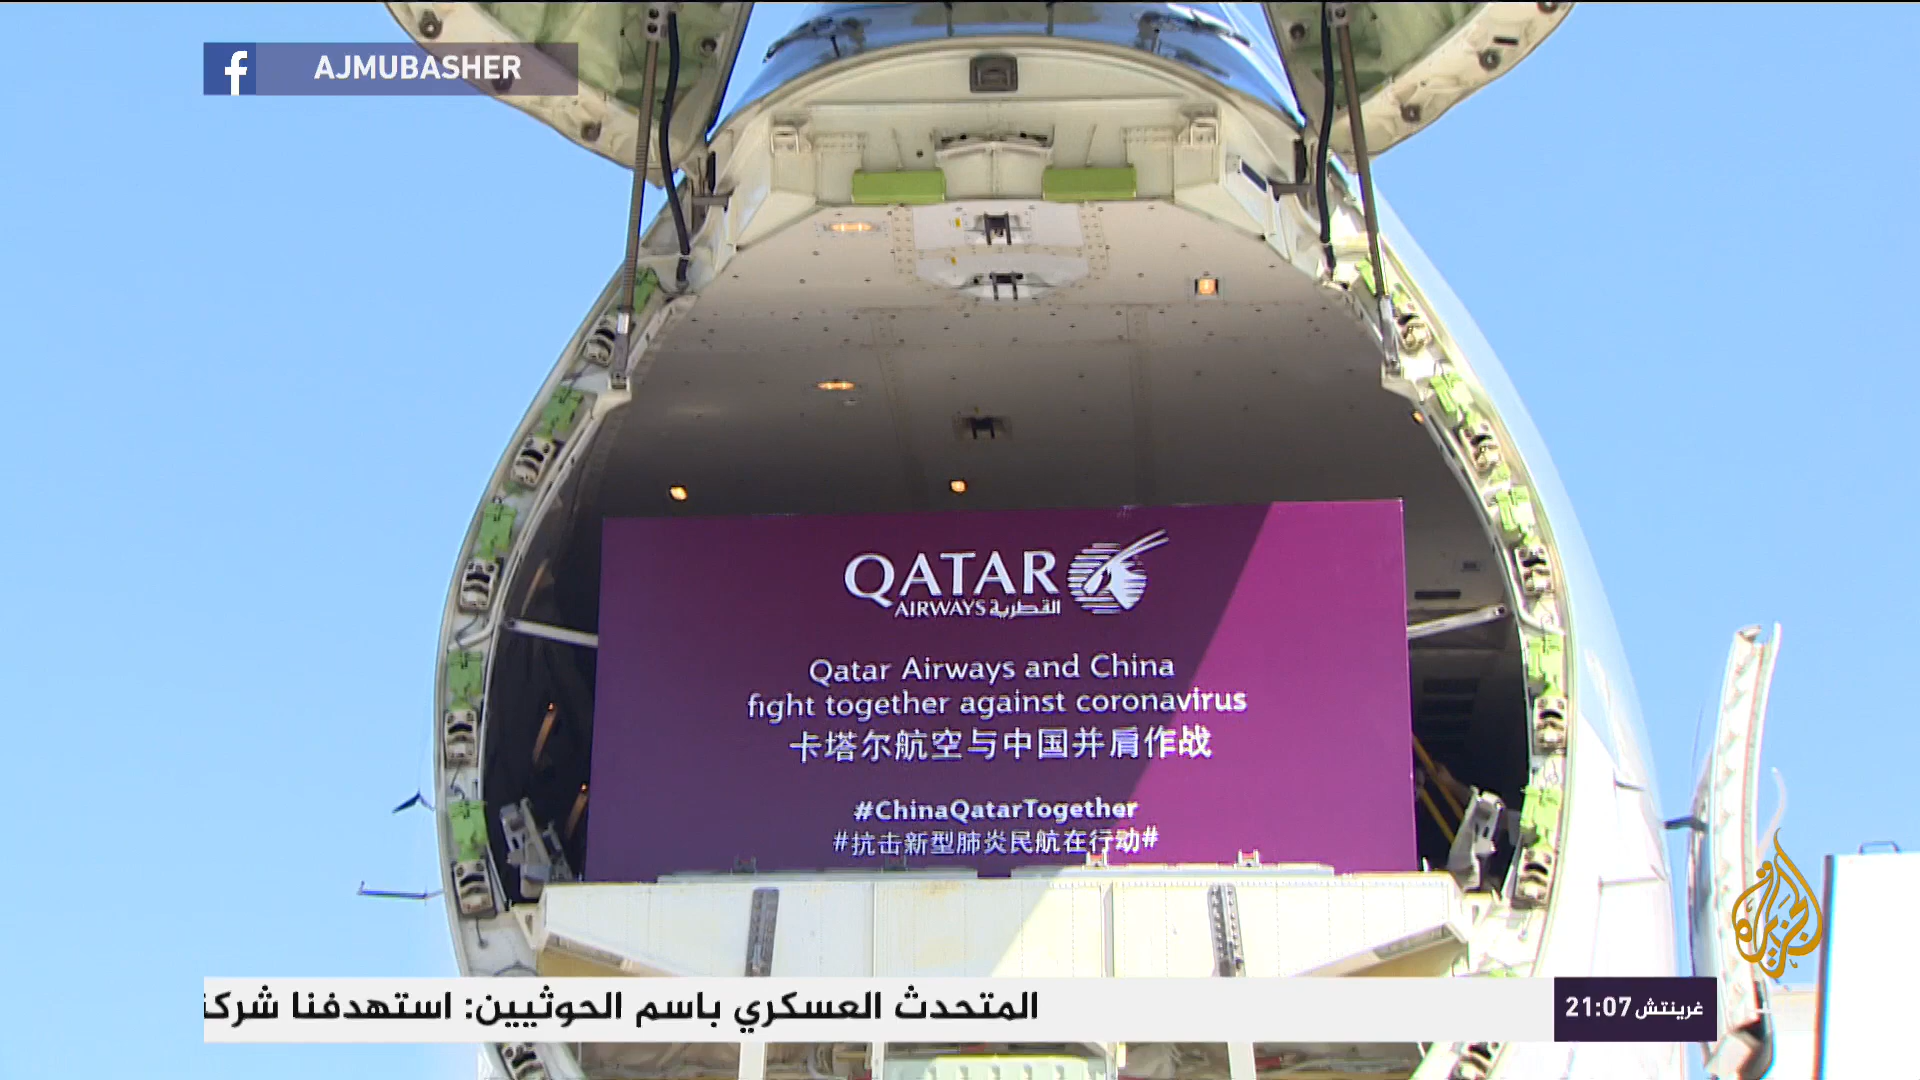 AJMUBASHER
QATAR
AIRWAYS القطرية
Qatar Airways and China
fight together against coronavirus
卡塔尔航空与中国并肩作战
#ChinaQatarTogether
#抗击新型肺炎民航在行动#
الجزيرة
المتحدث العسكري باسم الحوثيين: استهدفنا شركة
21:07 غرينتش